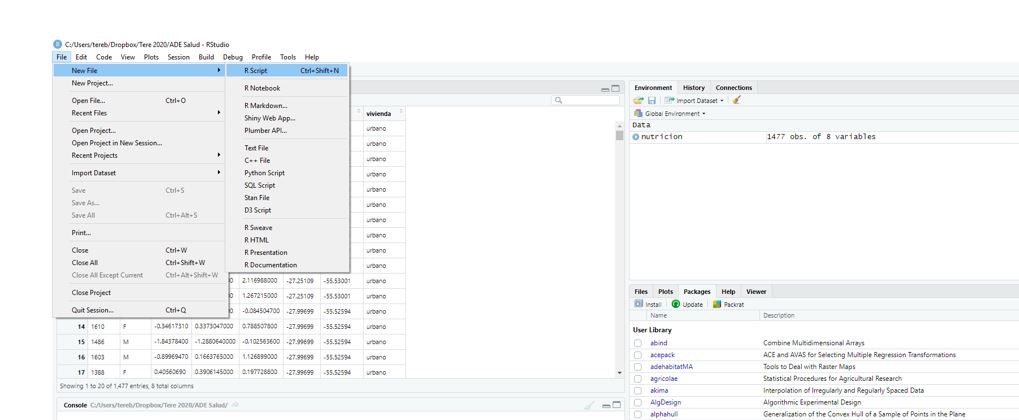 C:/Users/tereb/Dropbox/Tere 2020/ADE Salud - RStudio
File Edit Code View Plots Session Build Debug Profile Tools Help
New File
New Project...
Open File... Ctrl+O
Recent Files
Open Project...
Open Project in New Session...
Recent Projects
Import Dataset
Save Ctrl+S
Save As...
Save All Ctrl+Alt+S
Print...
Close Ctrl+W
Close All Ctrl+Shift+W
Close All Except Current Ctrl+Alt+Shift+W
Close Project
Quit Session... Ctrl+Q
R Script Ctrl+Shift+N
R Notebook
R Markdown...
Shiny Web App...
Plumber API...
Text File
C++ File
Python Script
SQL Script
Stan File
D3 Script
R Sweave
R HTML
R Presentation
R Documentation
vivienda
urbano
urbano
urbano
urbano
urbano
urbano
urbano
urbano
urbano
urbano
0 2.116988000 -27.25109 -55.53001 urbano
0 1.267215000 -27.99699 -55.53001 urbano
0 -0.084504700 -27.99699 -55.52594 urbano
14 1610 F -0.34617310 0.3373047000 0.788507800 -27.99699 -55.52594 urbano
15 1486 M -1.84378400 -1.2880640000 -0.102563600 -27.99699 -55.52594 urbano
16 1603 M -0.89969470 0.1663765000 1.126899000 -27.99699 -55.52594 urbano
17 1388 F 0.40560690 0.3906145000 0.197728800 -27.99699 -55.52594 urbano
Showing 1 to 20 of 1,477 entries, 8 total columns
Console C:/Users/tereb/Dropbox/Tere 2020/ADE Salud/
Environment History Connections
Import Dataset
Global Environment
Data
nutricion 1477 obs. of 8 variables
Files Plots Packages Help Viewer
Install Update Packrat
Name Description
User Library
abind Combine Multidimensional Arrays
acepack ACE and AVAS for Selecting Multiple Regression Transformations
adehabitatMA Tools to Deal with Raster Maps
agricolae Statistical Procedures for Agricultural Research
akima Interpolation of Irregularly and Regularly Spaced Data
AlgDesign Algorithmic Experimental Design
alphahull Generalization of the Convex Hull of a Sample of Points in the Plane